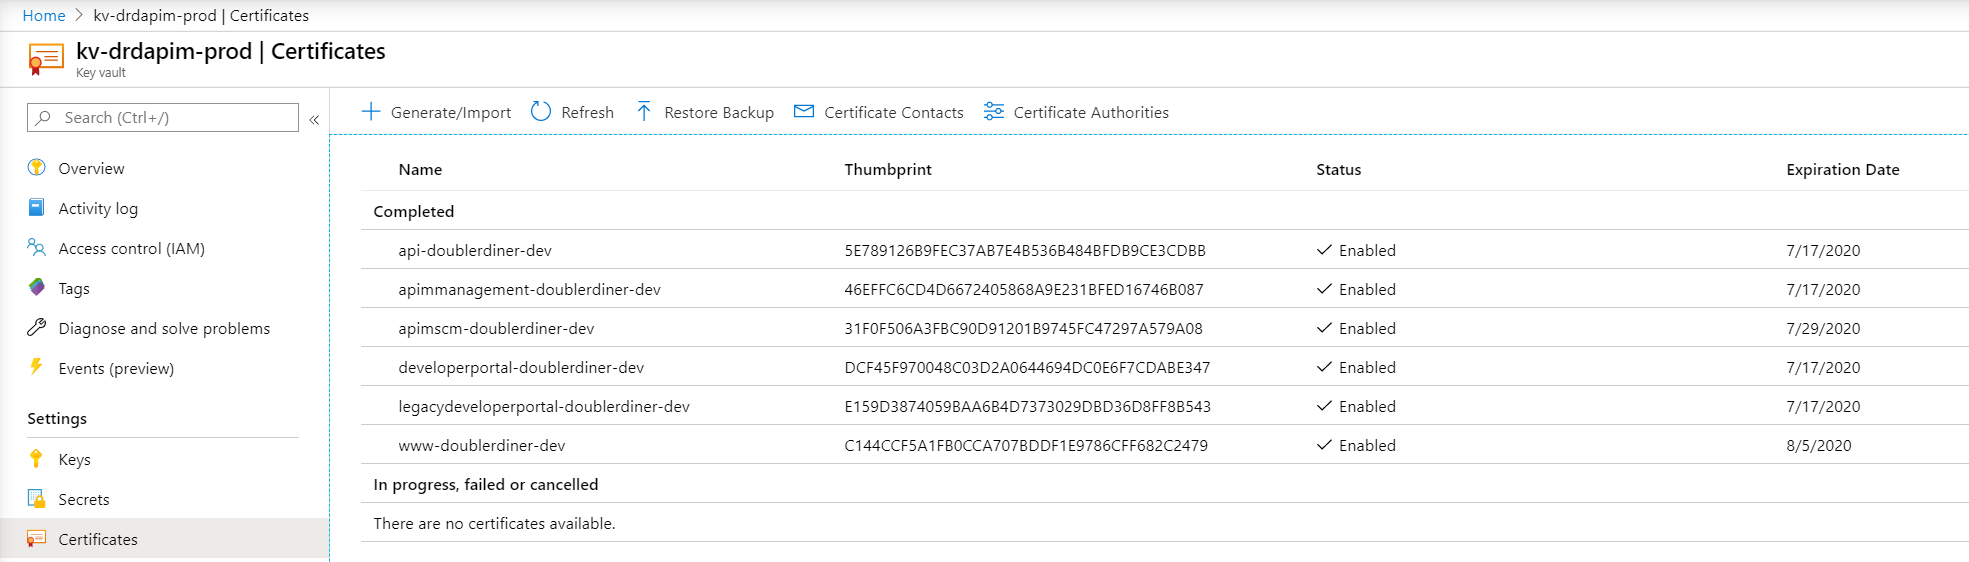 Home > kv-drdapim-prod | Certificates
kv-drdapim-prod | Certificates
Key vault
Search (Ctrl+/)
«
Overview
Activity log
Access control (IAM)
Tags
Diagnose and solve problems
Events (preview)
Settings
Keys
Secrets
Certificates
Generate/Import Refresh Restore Backup Certificate Contacts Certificate Authorities
Name Thumbprint Status Expiration Date
Completed
api-doublerdiner-dev 5E789126B9FEC37AB7E4B536B484BFDB9CE3CDBB Enabled 7/17/2020
apimmanagement-doublerdiner-dev 46EFFC6CD4D6672405868A9E231BFED16746B087 Enabled 7/17/2020
apimscm-doublerdiner-dev 31F0F506A3FBC90D91201B9745FC47297A579A08 Enabled 7/29/2020
developerportal-doublerdiner-dev DCF45F970048C03D2A0644694DC0E6F7CDABE347 Enabled 7/17/2020
legacydeveloperportal-doublerdiner-dev E159D3874059BAA6B4D7373029DBD36D8FF8B543 Enabled 7/17/2020
www-doublerdiner-dev C144CCF5A1FB0CCA707BDDF1E9786CFF682C2479 Enabled 8/5/2020
In progress, failed or cancelled
There are no certificates available.